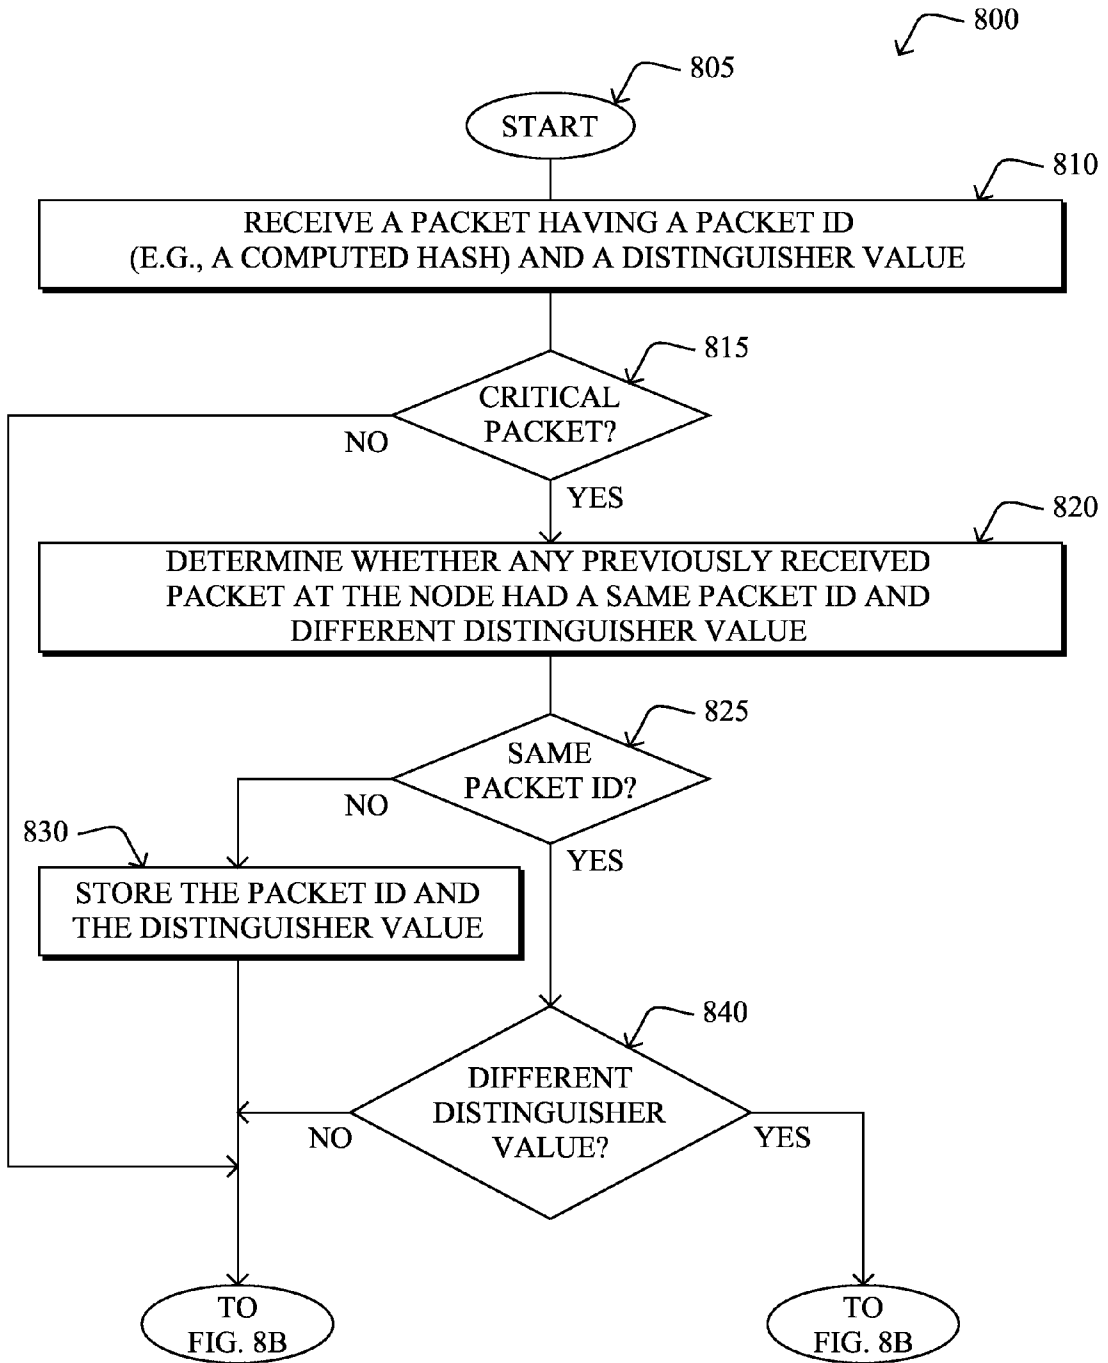 800
805
START
810
RECEIVE A PACKET HAVING A PACKET ID
(E.G., A COMPUTED HASH) AND A DISTINGUISHER VALUE
815
CRITICAL
PACKET?
NO
YES
820
DETERMINE WHETHER ANY PREVIOUSLY RECEIVED
PACKET AT THE NODE HAD A SAME PACKET ID AND
DIFFERENT DISTINGUISHER VALUE
825
SAME
PACKET ID?
NO
YES
830
STORE THE PACKET ID AND
THE DISTINGUISHER VALUE
840
DIFFERENT
DISTINGUISHER
VALUE?
NO
YES
TO
FIG. 8B
TO
FIG. 8B